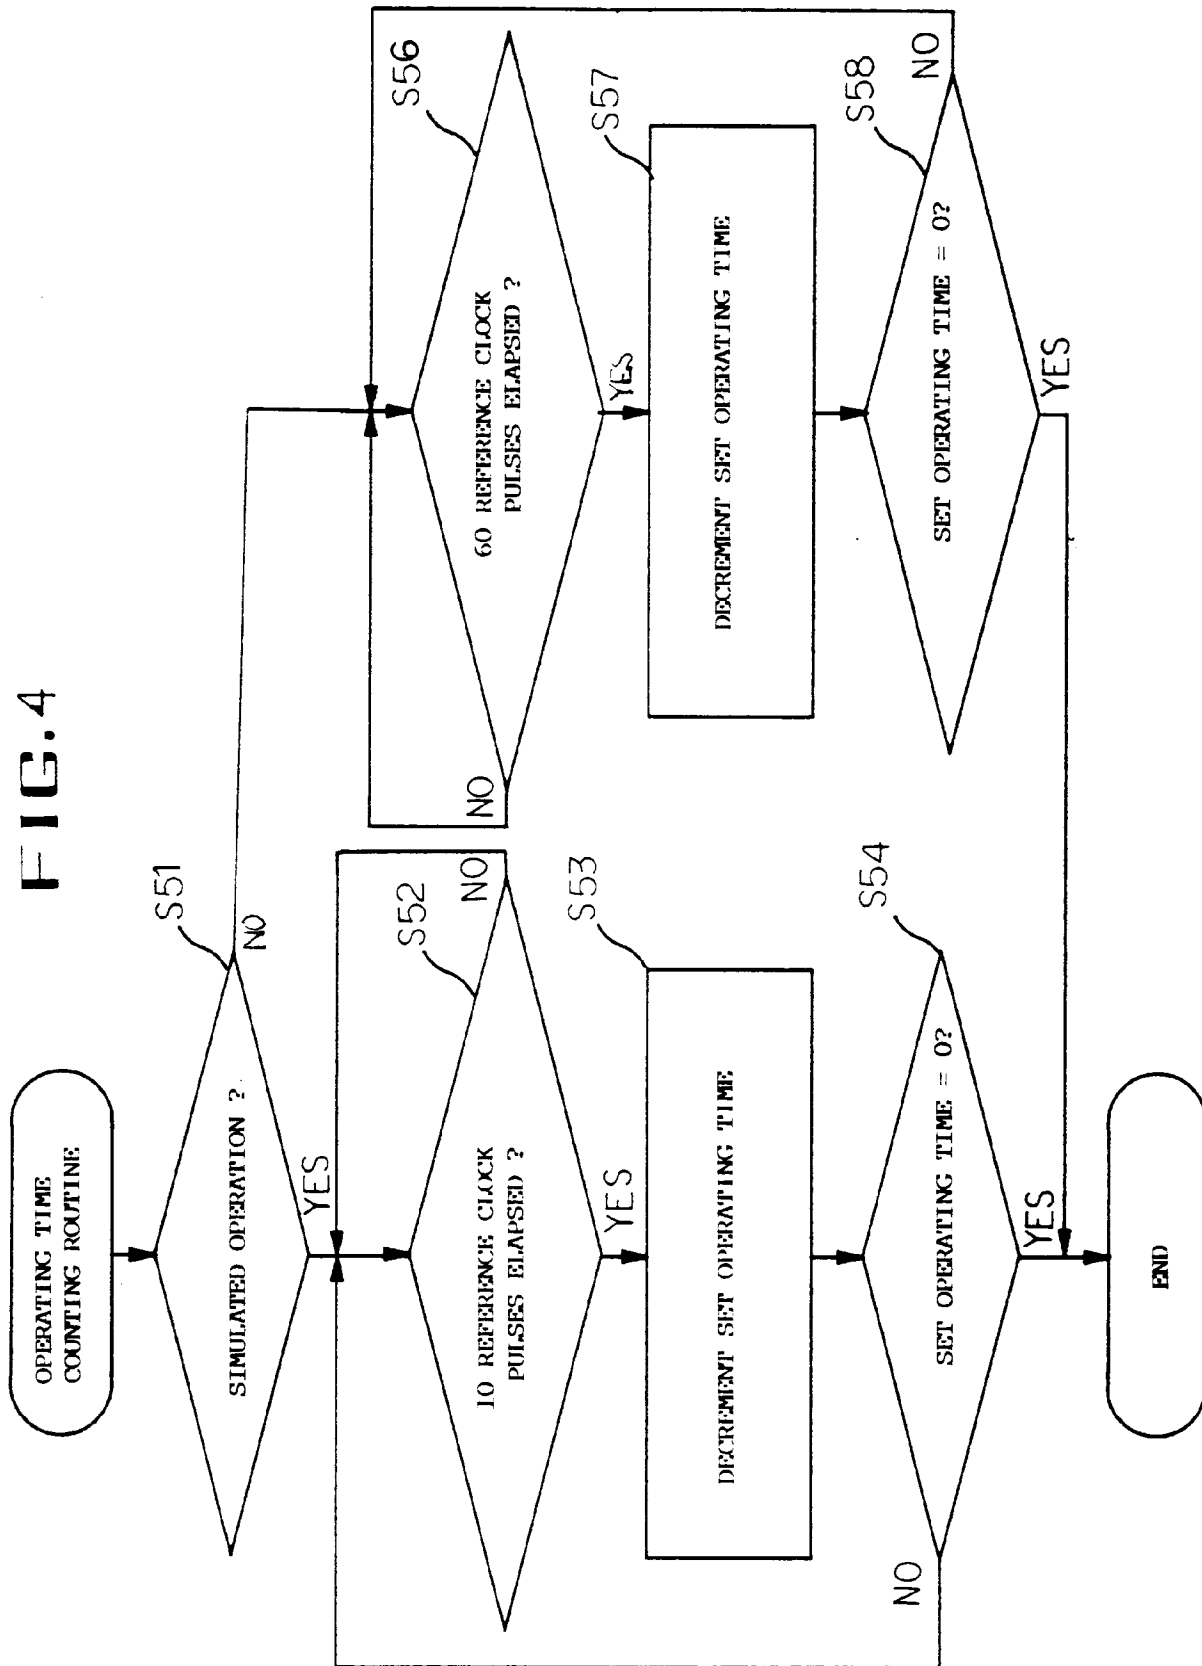 FIG.4
OPERATING TIME
COUNTING ROUTINE
S51
SIMULATED OPERATION ?
NO
YES
S52
10 REFERENCE CLOCK
PULSES ELAPSED ?
NO
YES
S53
DECREMENT SET OPERATING TIME
S54
SET OPERATING TIME = 0?
NO
YES
END
S56
60 REFERENCE CLOCK
PULSES ELAPSED ?
NO
YES
S57
DECREMENT SET OPERATING TIME
S58
SET OPERATING TIME = 0?
NO
YES